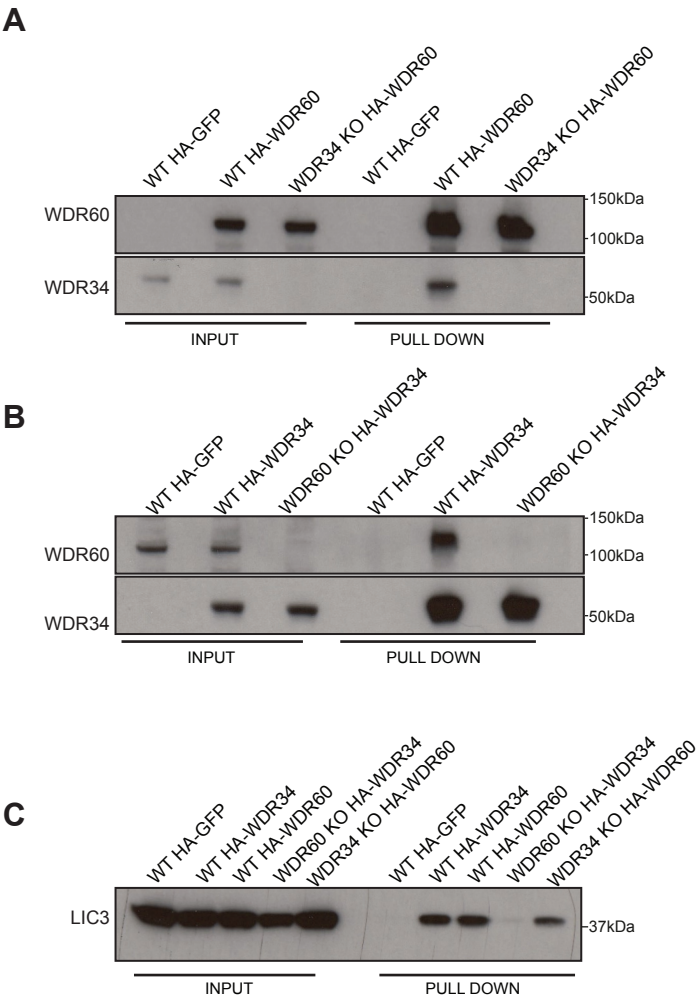 A
WT HA-GFP
WT HA-WDR60
WDR34 KO HA-WDR60
WT HA-GFP
WT HA-WDR60
WDR34 KO HA-WDR60
WDR60
150kDa
100kDa
WDR34
50kDa
INPUT
PULL DOWN
B
WT HA-GFP
WT HA-WDR34
WDR60 KO HA-WDR34
WT HA-GFP
WT HA-WDR34
WDR60 KO HA-WDR34
WDR60
150kDa
100kDa
WDR34
50kDa
INPUT
PULL DOWN
C
WT HA-GFP
WT HA-WDR34
WT HA-WDR60
WDR60 KO HA-WDR34
WDR34 KO HA-WDR60
WT HA-GFP
WT HA-WDR34
WT HA-WDR60
WDR60 KO HA-WDR34
WDR34 KO HA-WDR60
LIC3
37kDa
INPUT
PULL DOWN